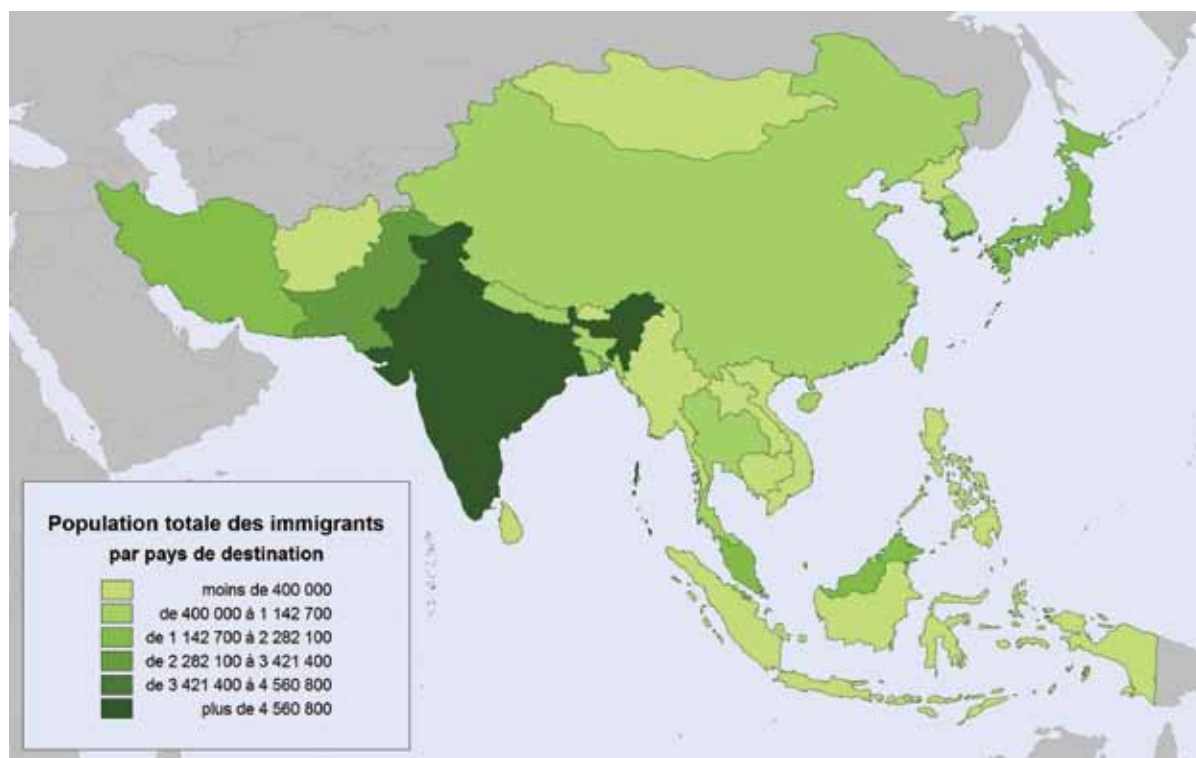 Population totale des immigrants
par pays de destination
moins de 400 000
de 400 000 à 1 142 700
de 1 142 700 à 2 282 100
de 2 282 100 à 3 421 400
de 3 421 400 à 4 560 800
plus de 4 560 800